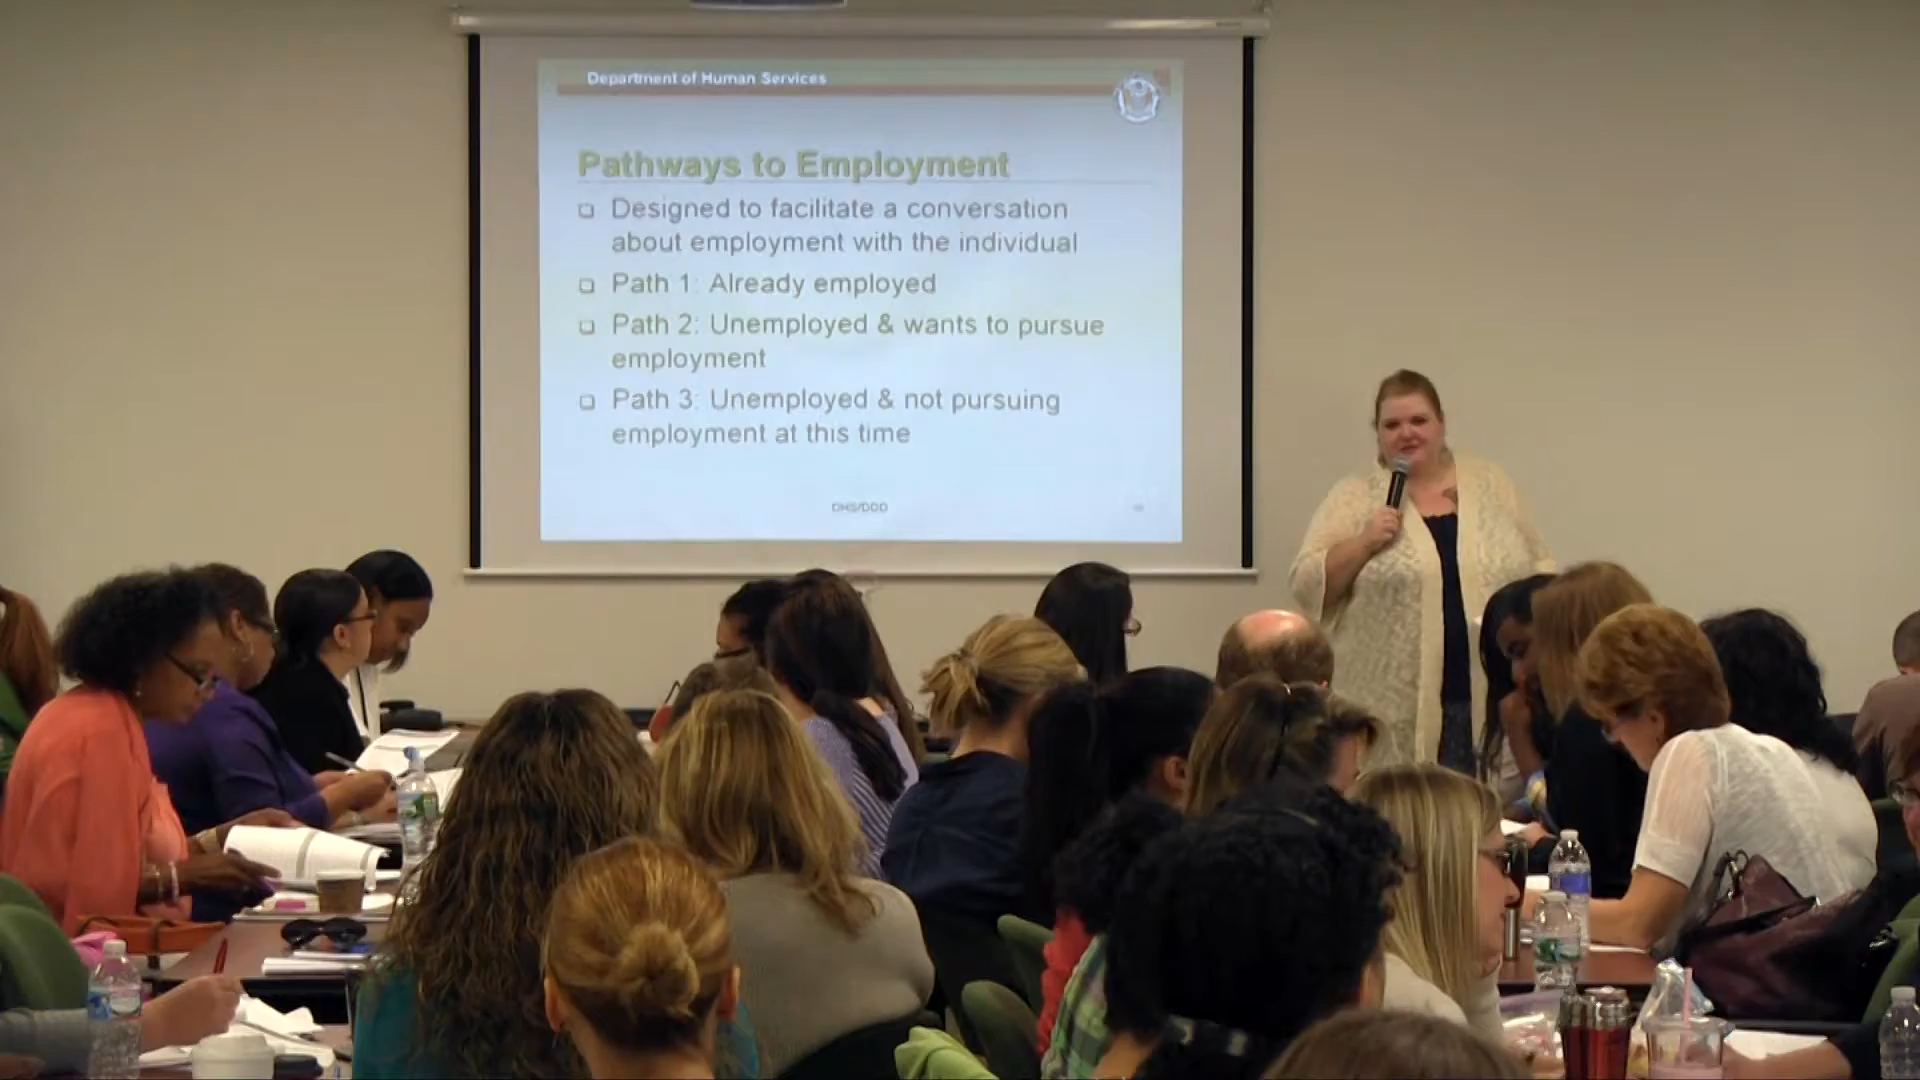 Department of Human Services
Pathways to Employment
Designed to facilitate a conversation
about employment with the individual
Path 1: Already employed
Path 2: Unemployed & wants to pursue
employment
Path 3: Unemployed & not pursuing
employment at this time
DHS/DDD